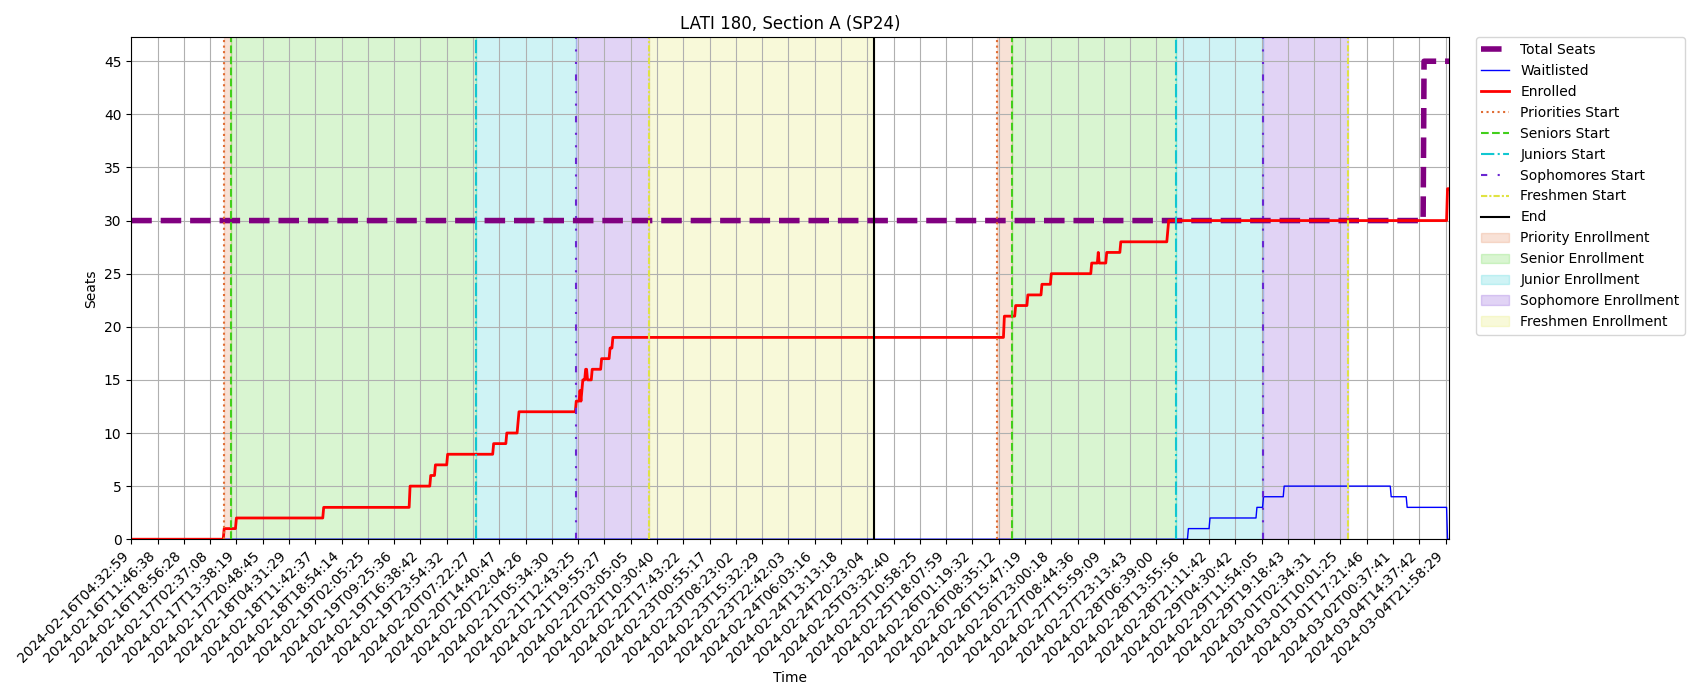 LATI 180, Section A (SP24)
Seats
45
40
35
30
25
20
15
10
5
0
2024-02-16T04:32:59
2024-02-16T11:46:38
2024-02-16T18:56:28
2024-02-17T02:37:08
2024-02-17T13:38:19
2024-02-17T20:48:45
2024-02-18T04:31:29
2024-02-18T11:42:37
2024-02-18T18:54:14
2024-02-19T02:05:25
2024-02-19T09:25:36
2024-02-19T16:38:42
2024-02-19T23:54:32
2024-02-20T07:22:27
2024-02-20T14:40:47
2024-02-20T22:04:26
2024-02-21T05:34:30
2024-02-21T12:43:25
2024-02-21T19:55:27
2024-02-22T03:05:05
2024-02-22T10:30:40
2024-02-22T17:43:22
2024-02-23T00:55:17
2024-02-23T08:23:02
2024-02-23T15:32:29
2024-02-23T22:42:03
2024-02-24T06:03:16
2024-02-24T13:13:18
2024-02-24T20:23:04
2024-02-25T03:32:40
2024-02-25T10:58:25
2024-02-25T18:07:59
2024-02-26T01:19:32
2024-02-26T08:35:12
2024-02-26T15:47:19
2024-02-26T23:00:18
2024-02-27T08:44:36
2024-02-27T15:59:09
2024-02-27T23:13:43
2024-02-28T06:39:00
2024-02-28T13:55:56
2024-02-28T21:11:42
2024-02-29T04:30:42
2024-02-29T11:54:05
2024-02-29T19:18:43
2024-03-01T02:34:31
2024-03-01T10:01:25
2024-03-01T17:21:46
2024-03-02T00:37:41
2024-03-04T14:37:42
2024-03-04T21:58:29
Time
Total Seats
Waitlisted
Enrolled
Priorities Start
Seniors Start
Juniors Start
Sophomores Start
Freshmen Start
End
Priority Enrollment
Senior Enrollment
Junior Enrollment
Sophomore Enrollment
Freshmen Enrollment